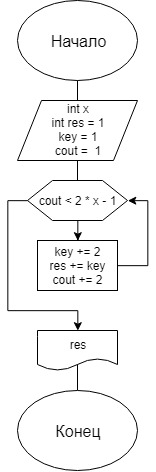 Начало
int x
int res = 1
key = 1
cout = 1
cout < 2 * x - 1
key += 2
res += key
cout += 2
res
Конец